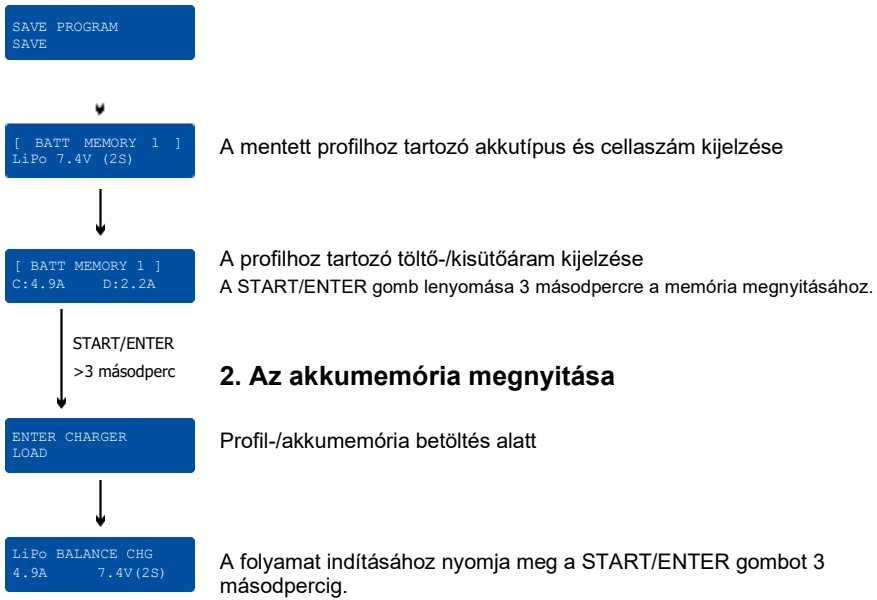 SAVE PROGRAM
SAVE
[ BATT MEMORY 1 ]
LiPo 7.4V (2S)
A mentett profilhoz tartozó akkutípus és cellaszám kijelzése
[ BATT MEMORY 1 ]
C:4.9A D:2.2A
A profilhoz tartozó töltő-/kisütőáram kijelzése
A START/ENTER gomb lenyomása 3 másodpercre a memória megnyitásához.
START/ENTER
>3 másodperc
2. Az akkumemória megnyitása
ENTER CHARGER
LOAD
Profil-/akkumemória betöltés alatt
LiPo BALANCE CHG
4.9A 7.4V(2S)
A folyamat indításához nyomja meg a START/ENTER gombot 3
másodpercig.